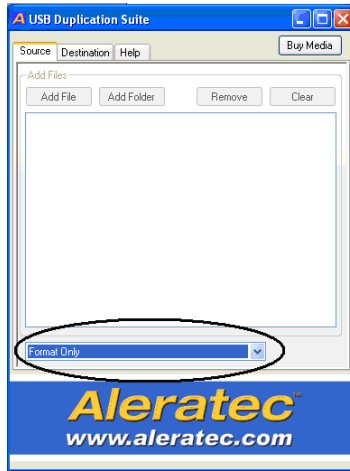 A USB Duplication Suite
Source Destination Help Buy Media
Add Files
Add File Add Folder Remove Clear
Format Only
Aleratec™
www.aleratec.com